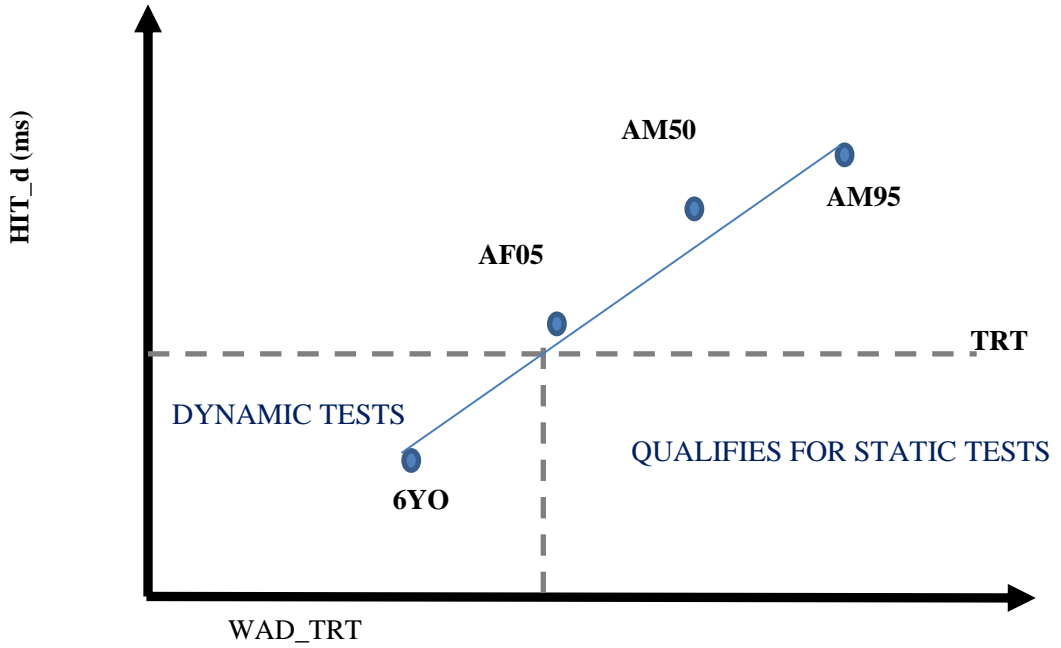 HIT_d (ms)
AM50
AM95
AF05
TRT
DYNAMIC TESTS
QUALIFIES FOR STATIC TESTS
6YO
WAD_TRT